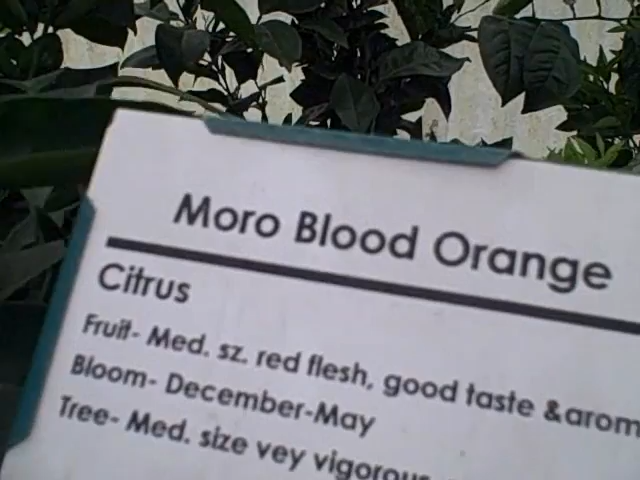 Moro Blood Orange
Citrus
Fruit- Med. sz. red flesh, good taste &arom
Bloom- December-May
Tree- Med. size vey vigorous